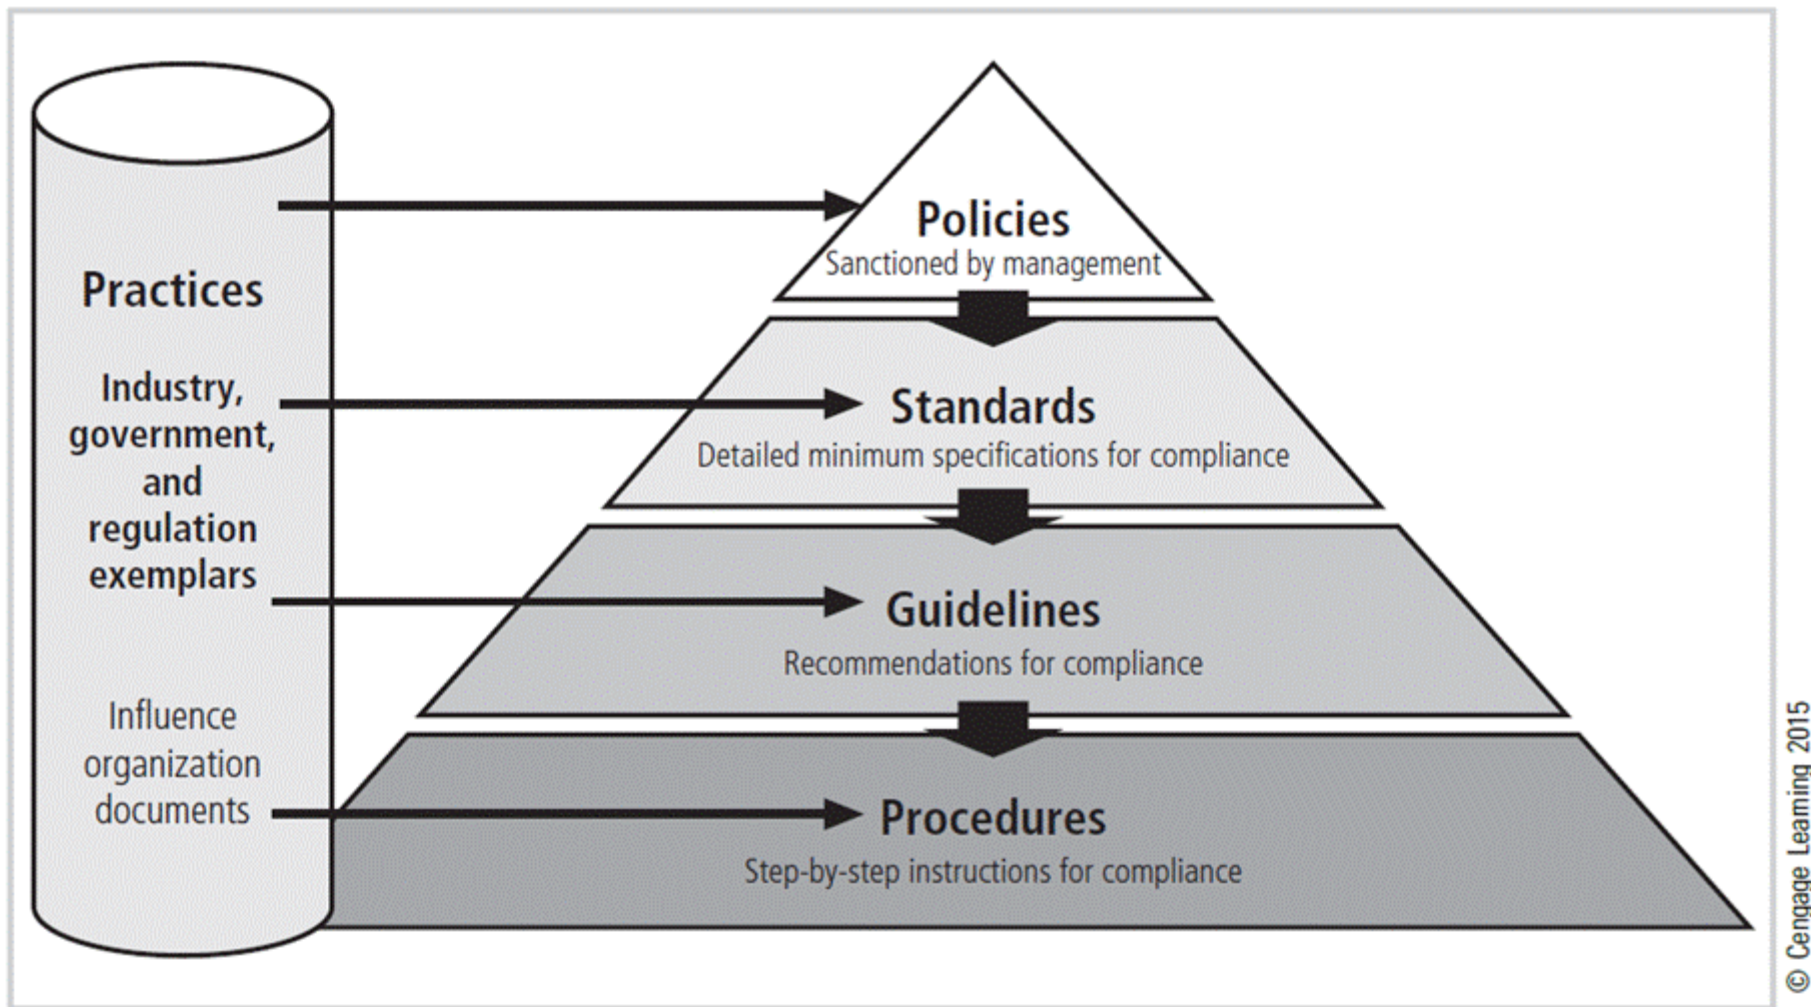 Practices
Industry,
government,
and
regulation
exemplars
Influence
organization
documents
Policies
Sanctioned by management
Standards
Detailed minimum specifications for compliance
Guidelines
Recommendations for compliance
Procedures
Step-by-step instructions for compliance
© Cengage Learning 2015